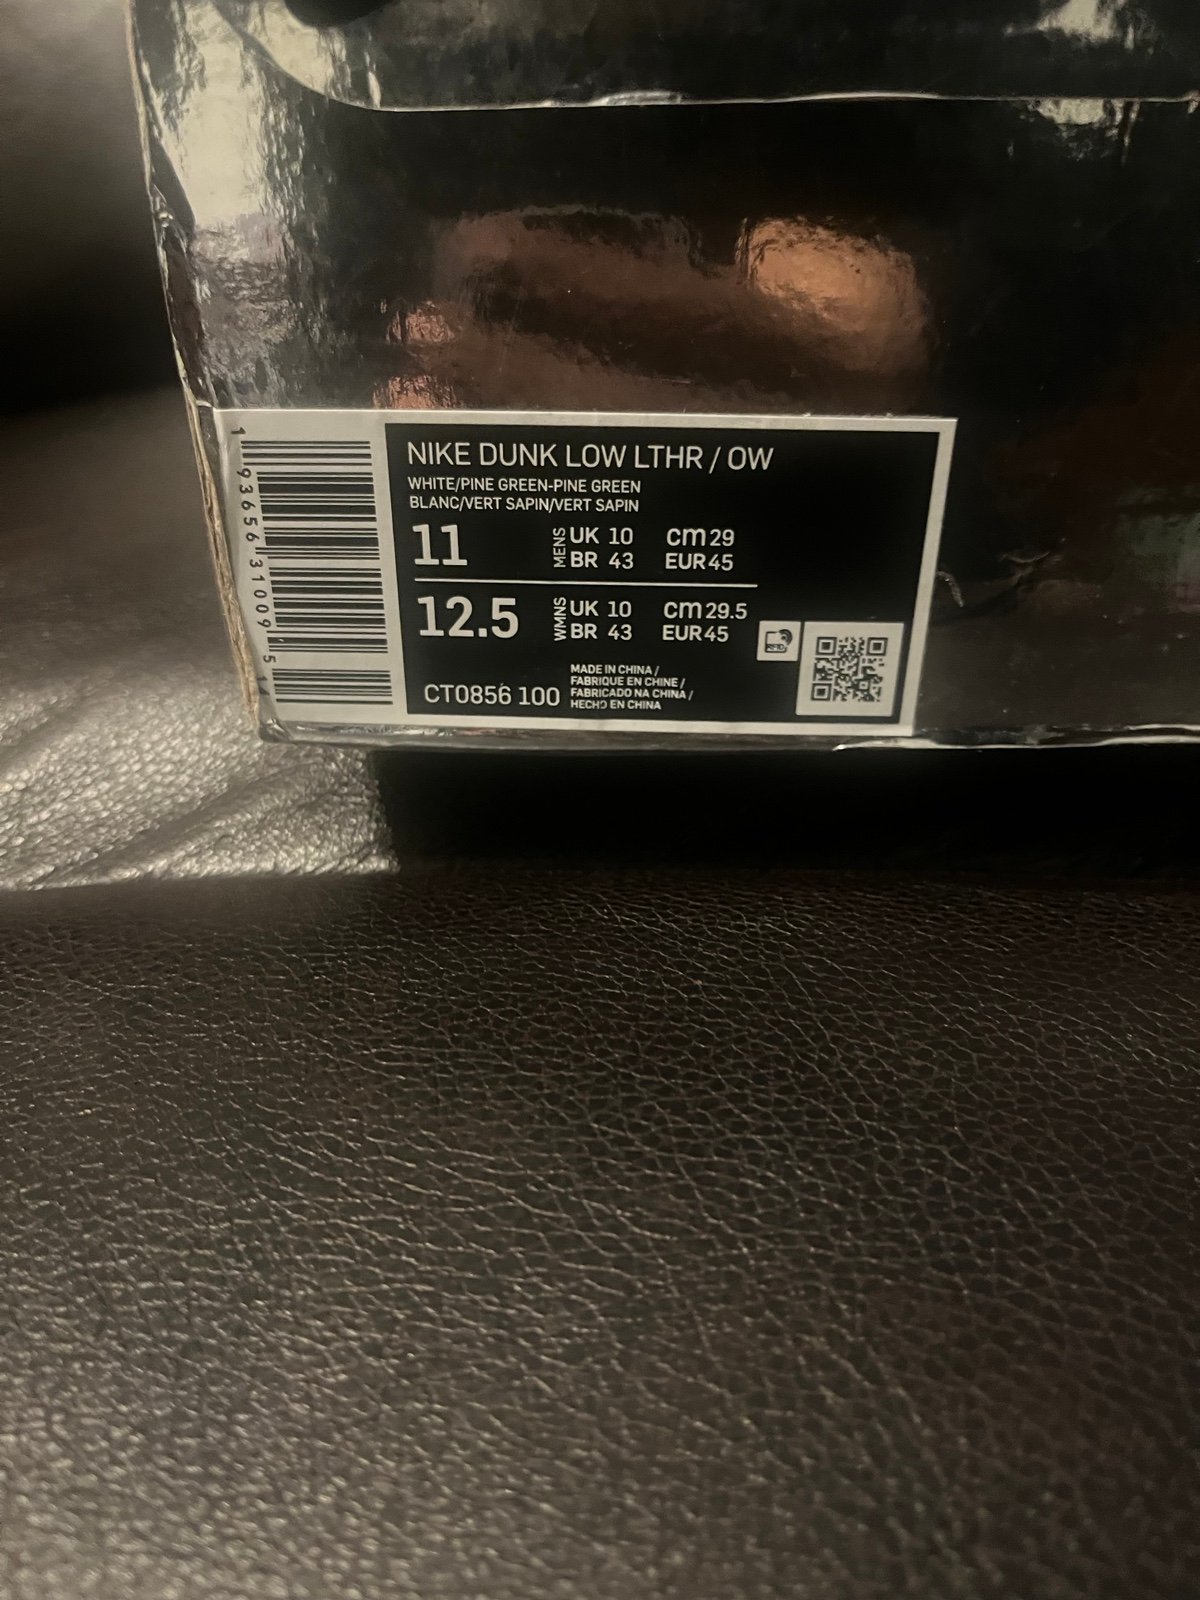 NIKE DUNK LOW LTHR / OW
WHITE/PINE GREEN-PINE GREEN
BLANC/VERT SAPIN/VERT SAPIN
11 MENS UK 10 cm 29
BR 43 EUR 45
12.5 WMNS UK 10 cm 29.5
BR 43 EUR 45
RFID
CT0856 100
MADE IN CHINA /
FABRIQUE EN CHINE /
FABRICADO NA CHINA /
HECHO EN CHINA
1 93656 31009 5